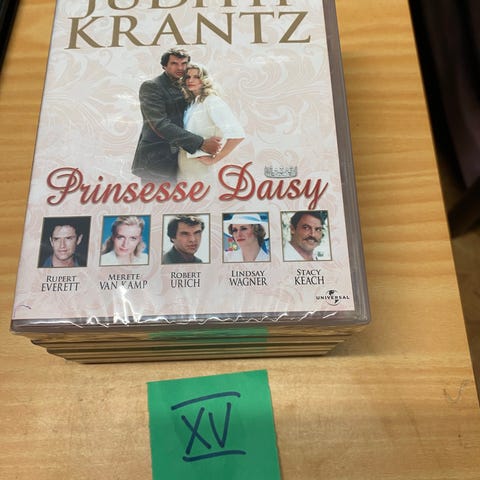 JUDITH
KRANTZ
Prinsesse Daisy
RUPERT
EVERETT
MERETE
VAN KAMP
ROBERT
URICH
LINDSAY
WAGNER
STACY
KEACH
UNIVERSAL
XV